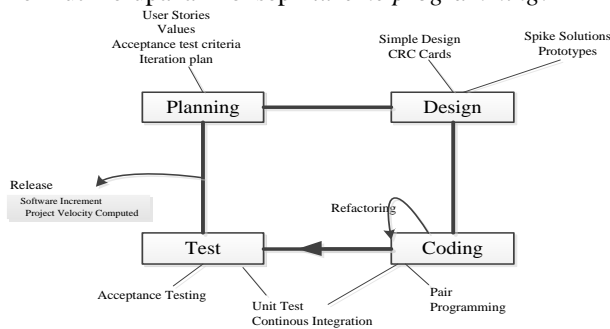 User Stories
Values
Acceptance test criteria
Iteration plan
Simple Design
CRC Cards
Spike Solutions
Prototypes
Planning
Design
Release
Software Increment
Project Velocity Computed
Refactoring
Test
Coding
Acceptance Testing
Unit Test
Continous Integration
Pair
Programming